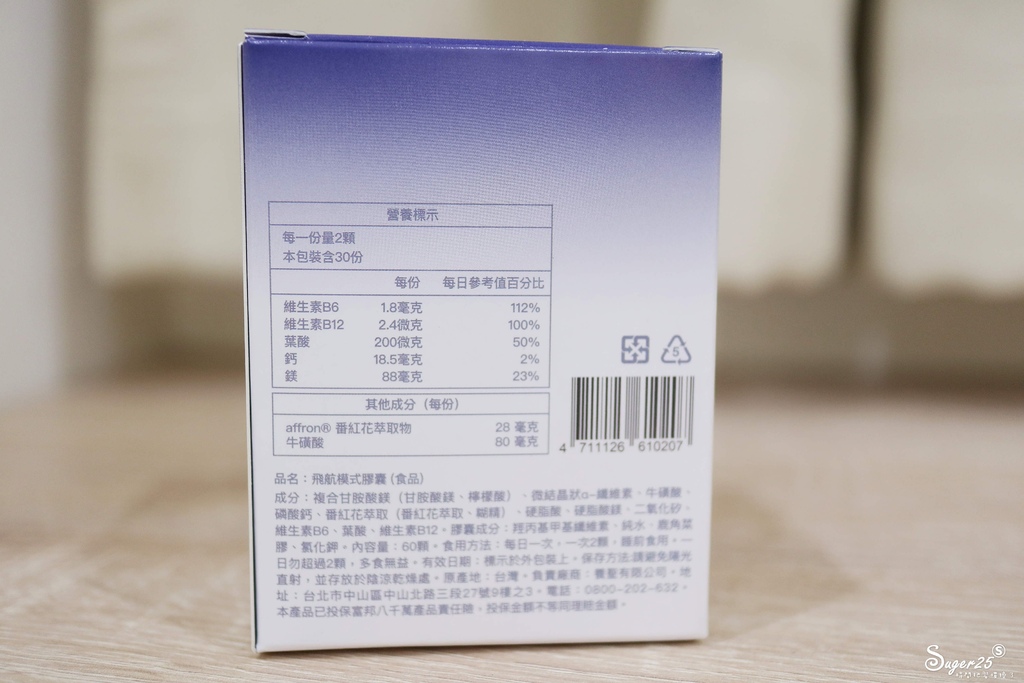 營養標示
每一份量2顆
本包裝含30份
每份 每日參考值百分比
維生素B6 1.8毫克 112%
維生素B12 2.4微克 100%
葉酸 200微克 50%
鈣 18.5毫克 2%
鎂 88毫克 23%
其他成分（每份）
affron® 番紅花萃取物 28 毫克
牛磺酸 80 毫克
5
4 711126 610207
品名：飛航模式膠囊(食品)
成分：複合甘胺酸鎂（甘胺酸鎂、檸檬酸）、微結晶狀α-纖維素、牛磺酸、
磷酸鈣、番紅花萃取（番紅花萃取、糊精）、硬脂酸、硬脂酸鎂、二氧化矽、
維生素B6、葉酸、維生素B12。膠囊成分：羥丙基甲基纖維素、純水、鹿角菜
膠、氯化鉀。內容量：60顆。食用方法：每日一次，一次2顆，睡前食用。一
日勿超過2顆，多食無益。有效日期：標示於外包裝上。保存方法:請避免陽光
直射，並存放於陰涼乾燥處。原產地：台灣。負責廠商：養聖有限公司。地
址：台北市中山區中山北路三段27號9樓之3。電話：0800-202-632。
本產品已投保富邦八千萬產品責任險，投保金額不等同理賠金額。
Suger25
S